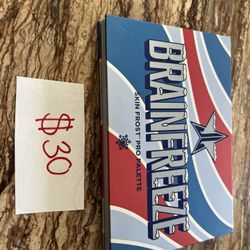 $30
BRAINFREEZE
SKIN FROST PRO PALETTE